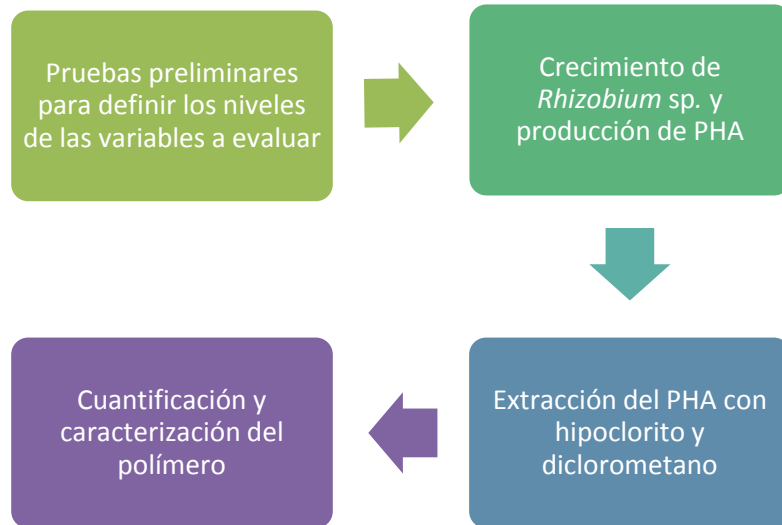 Pruebas preliminares
para definir los niveles
de las variables a evaluar
Crecimiento de
Rhizobium sp. y
producción de PHA
Extracción del PHA con
hipoclorito y
diclorometano
Cuantificación y
caracterización del
polímero